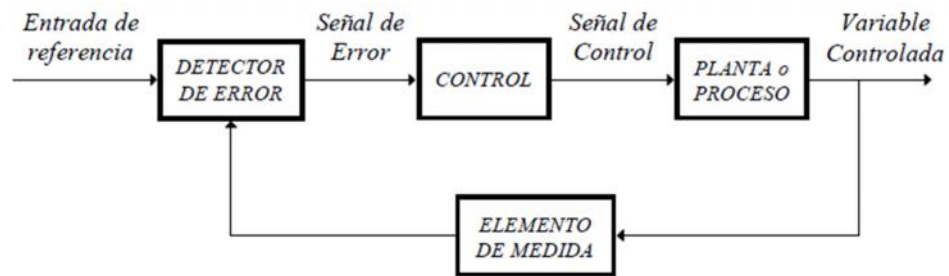 Entrada de
referencia
DETECTOR
DE ERROR
Señal de
Error
CONTROL
Señal de
Control
PLANTA o
PROCESO
Variable
Controlada
ELEMENTO
DE MEDIDA